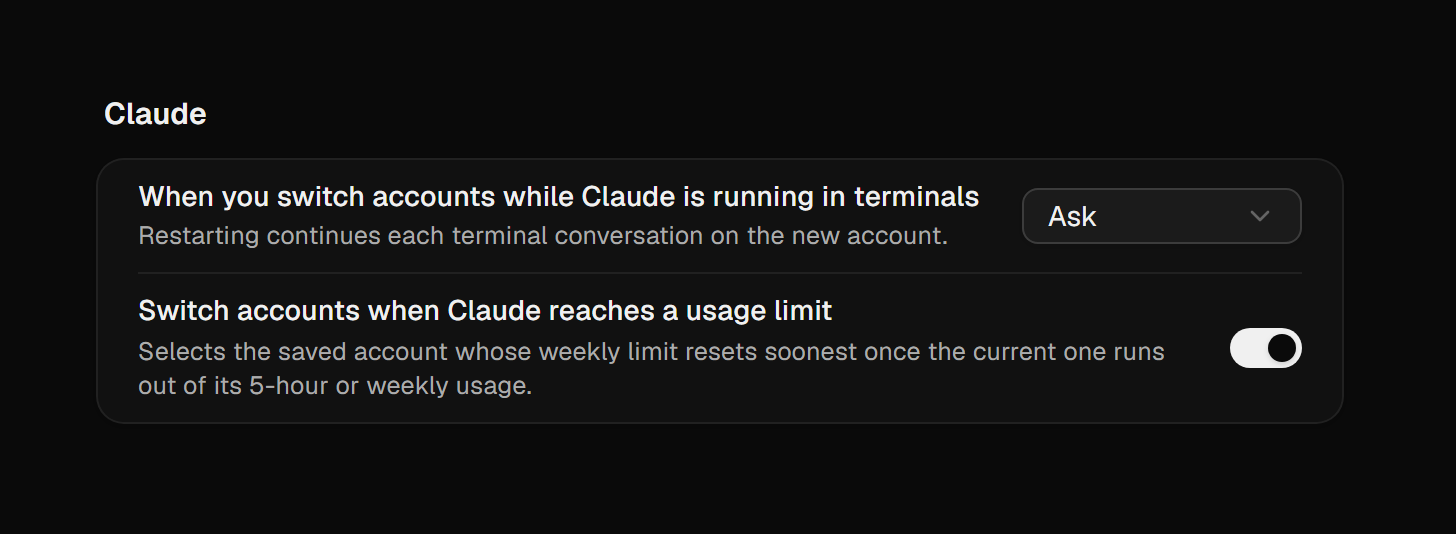 Claude
When you switch accounts while Claude is running in terminals
Restarting continues each terminal conversation on the new account.
Ask
Switch accounts when Claude reaches a usage limit
Selects the saved account whose weekly limit resets soonest once the current one runs
out of its 5-hour or weekly usage.